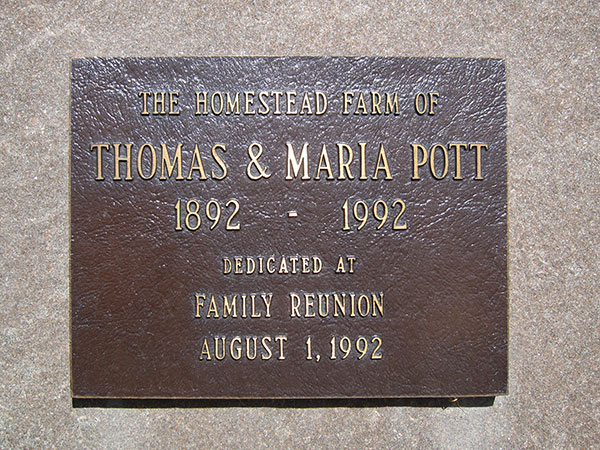 THE HOMESTEAD FARM OF
THOMAS & MARIA POTT
1892 - 1992
DEDICATED AT
FAMILY REUNION
AUGUST 1, 1992